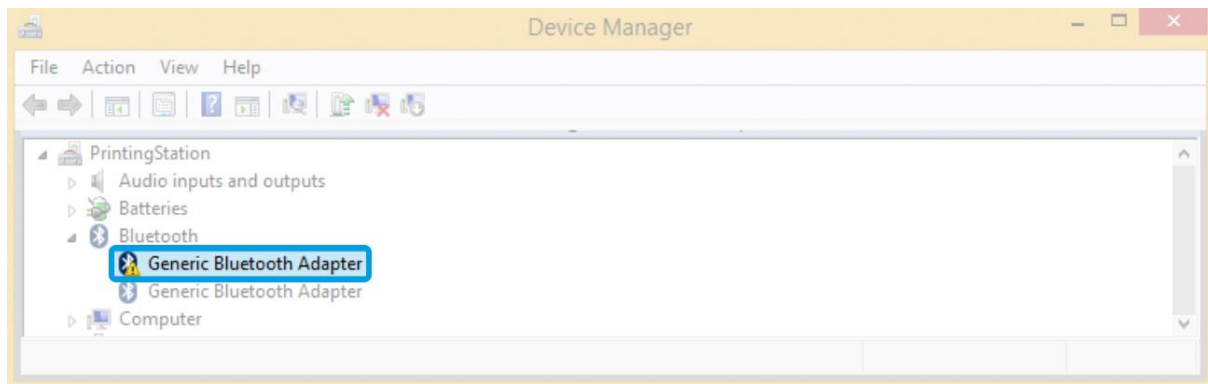 Device Manager
File Action View Help
PrintingStation
Audio inputs and outputs
Batteries
Bluetooth
Generic Bluetooth Adapter
Generic Bluetooth Adapter
Computer